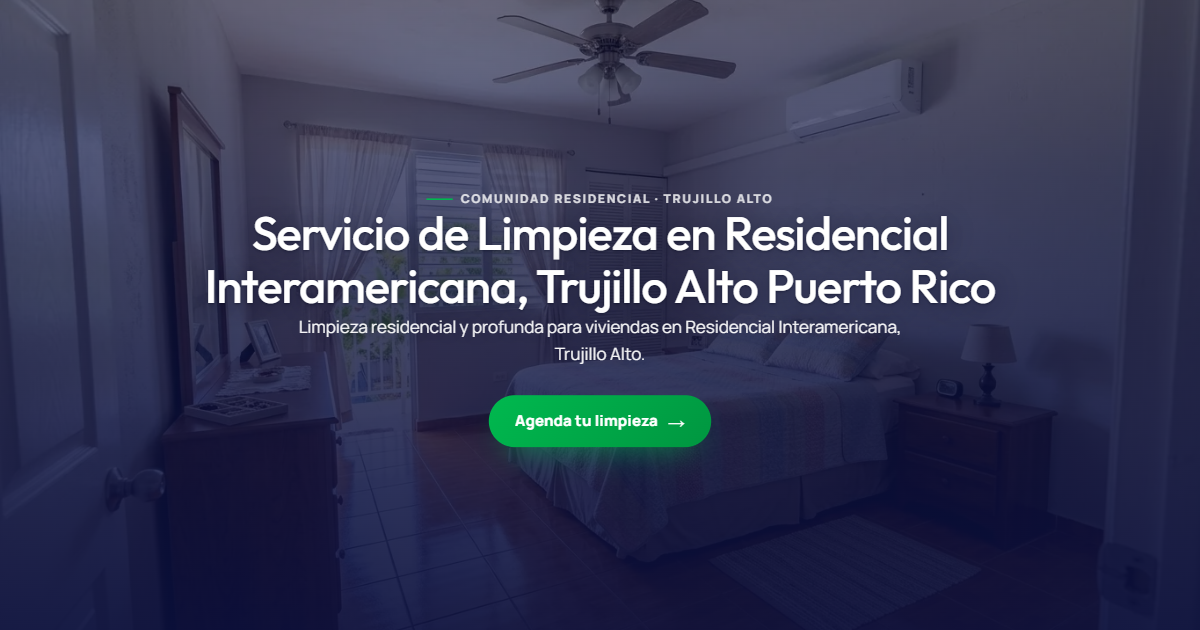 COMUNIDAD RESIDENCIAL · TRUJILLO ALTO
Servicio de Limpieza en Residencial
Interamericana, Trujillo Alto Puerto Rico
Limpieza residencial y profunda para viviendas en Residencial Interamericana,
Trujillo Alto.
Agenda tu limpieza →